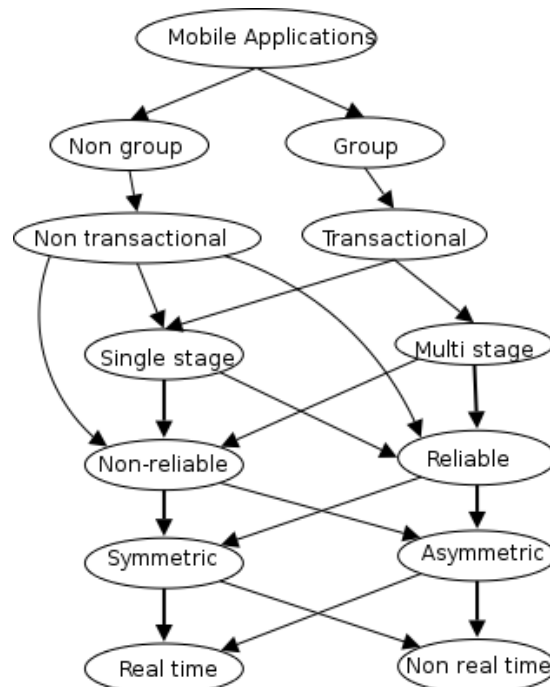 Mobile Applications
Non group
Group
Non transactional
Transactional
Single stage
Multi stage
Non-reliable
Reliable
Symmetric
Asymmetric
Real time
Non real time